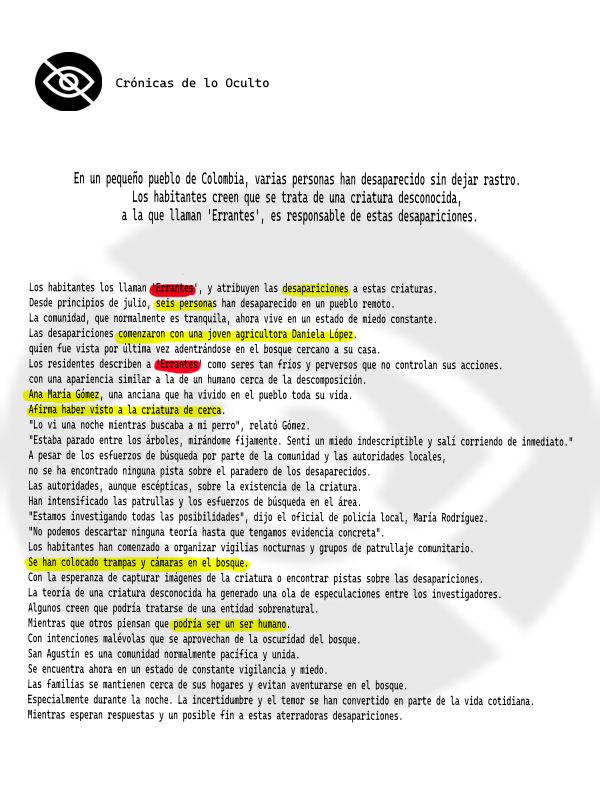 Crónicas de lo Oculto
En un pequeño pueblo de Colombia, varias personas han desaparecido sin dejar rastro.
Los habitantes creen que se trata de una criatura desconocida,
a la que llaman 'Errantes', es responsable de estas desapariciones.
Los habitantes los llaman 'Errantes', y atribuyen las desapariciones a estas criaturas.
Desde principios de julio, seis personas han desaparecido en un pueblo remoto.
La comunidad, que normalmente es tranquila, ahora vive en un estado de miedo constante.
Las desapariciones comenzaron con una joven agricultora Daniela López.
quien fue vista por última vez adentrándose en el bosque cercano a su casa.
Los residentes describen a 'Errantes' como seres tan fríos y perversos que no controlan sus acciones.
con una apariencia similar a la de un humano cerca de la descomposición.
Ana María Gómez, una anciana que ha vivido en el pueblo toda su vida.
Afirma haber visto a la criatura de cerca.
"Lo vi una noche mientras buscaba a mi perro", relató Gómez.
"Estaba parado entre los árboles, mirándome fijamente. Sentí un miedo indescriptible y salí corriendo de inmediato."
A pesar de los esfuerzos de búsqueda por parte de la comunidad y las autoridades locales,
no se ha encontrado ninguna pista sobre el paradero de los desaparecidos.
Las autoridades, aunque escépticas, sobre la existencia de la criatura.
Han intensificado las patrullas y los esfuerzos de búsqueda en el área.
"Estamos investigando todas las posibilidades", dijo el oficial de policía local, María Rodríguez.
"No podemos descartar ninguna teoría hasta que tengamos evidencia concreta".
Los habitantes han comenzado a organizar vigilias nocturnas y grupos de patrullaje comunitario.
Se han colocado trampas y cámaras en el bosque.
Con la esperanza de capturar imágenes de la criatura o encontrar pistas sobre las desapariciones.
La teoría de una criatura desconocida ha generado una ola de especulaciones entre los investigadores.
Algunos creen que podría tratarse de una entidad sobrenatural.
Mientras que otros piensan que podría ser un ser humano.
Con intenciones malévolas que se aprovechan de la oscuridad del bosque.
San Agustín es una comunidad normalmente pacífica y unida.
Se encuentra ahora en un estado de constante vigilancia y miedo.
Las familias se mantienen cerca de sus hogares y evitan aventurarse en el bosque.
Especialmente durante la noche. La incertidumbre y el temor se han convertido en parte de la vida cotidiana.
Mientras esperan respuestas y un posible fin a estas aterradoras desapariciones.